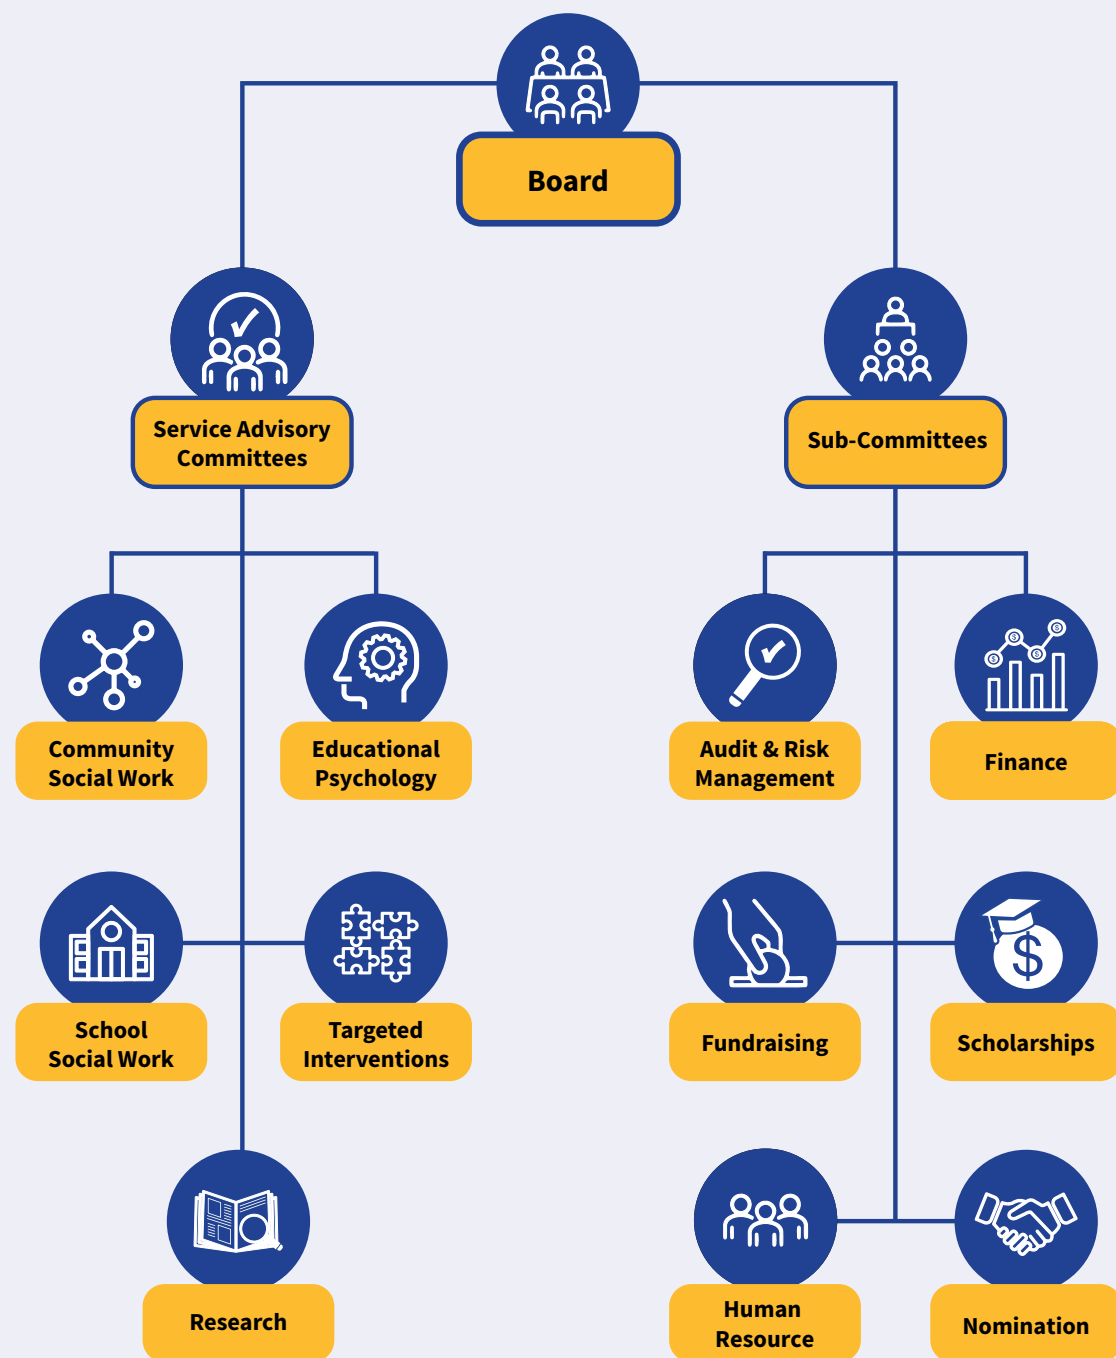 Board
Service Advisory
Committees
Sub-Committees
Community
Social Work
Educational
Psychology
Audit & Risk
Management
Finance
School
Social Work
Targeted
Interventions
Fundraising
$
Scholarships
Research
Human
Resource
Nomination